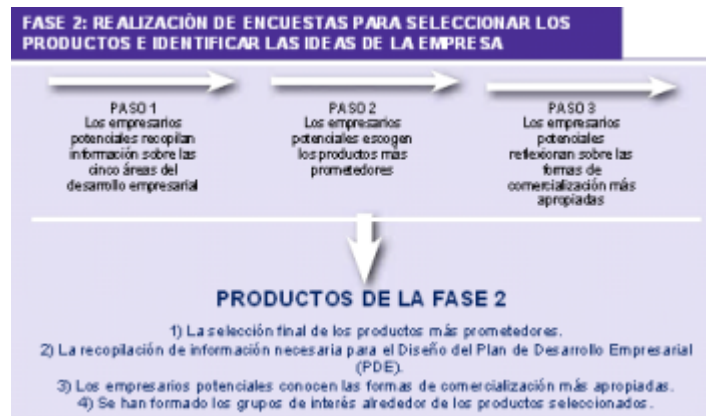 FASE 2: REALIZACIÓN DE ENCUESTAS PARA SELECCIONAR LOS
PRODUCTOS E IDENTIFICAR LAS IDEAS DE LA EMPRESA
PASO 1
Los empresarios
potenciales recopilan
información sobre las
cinco áreas del
desarrollo empresarial
PASO 2
Los empresarios
potenciales escogen
los productos más
prometedores
PASO 3
Los empresarios
potenciales
reflexionan sobre las
formas de
comercialización más
apropiadas
PRODUCTOS DE LA FASE 2
1) La selección final de los productos más prometedores.
2) La recopilación de información necesaria para el Diseño del Plan de Desarrollo Empresarial
(PDE).
3) Los empresarios potenciales conocen las formas de comercialización más apropiadas.
4) Se han formado los grupos de interés alrededor de los productos seleccionados.